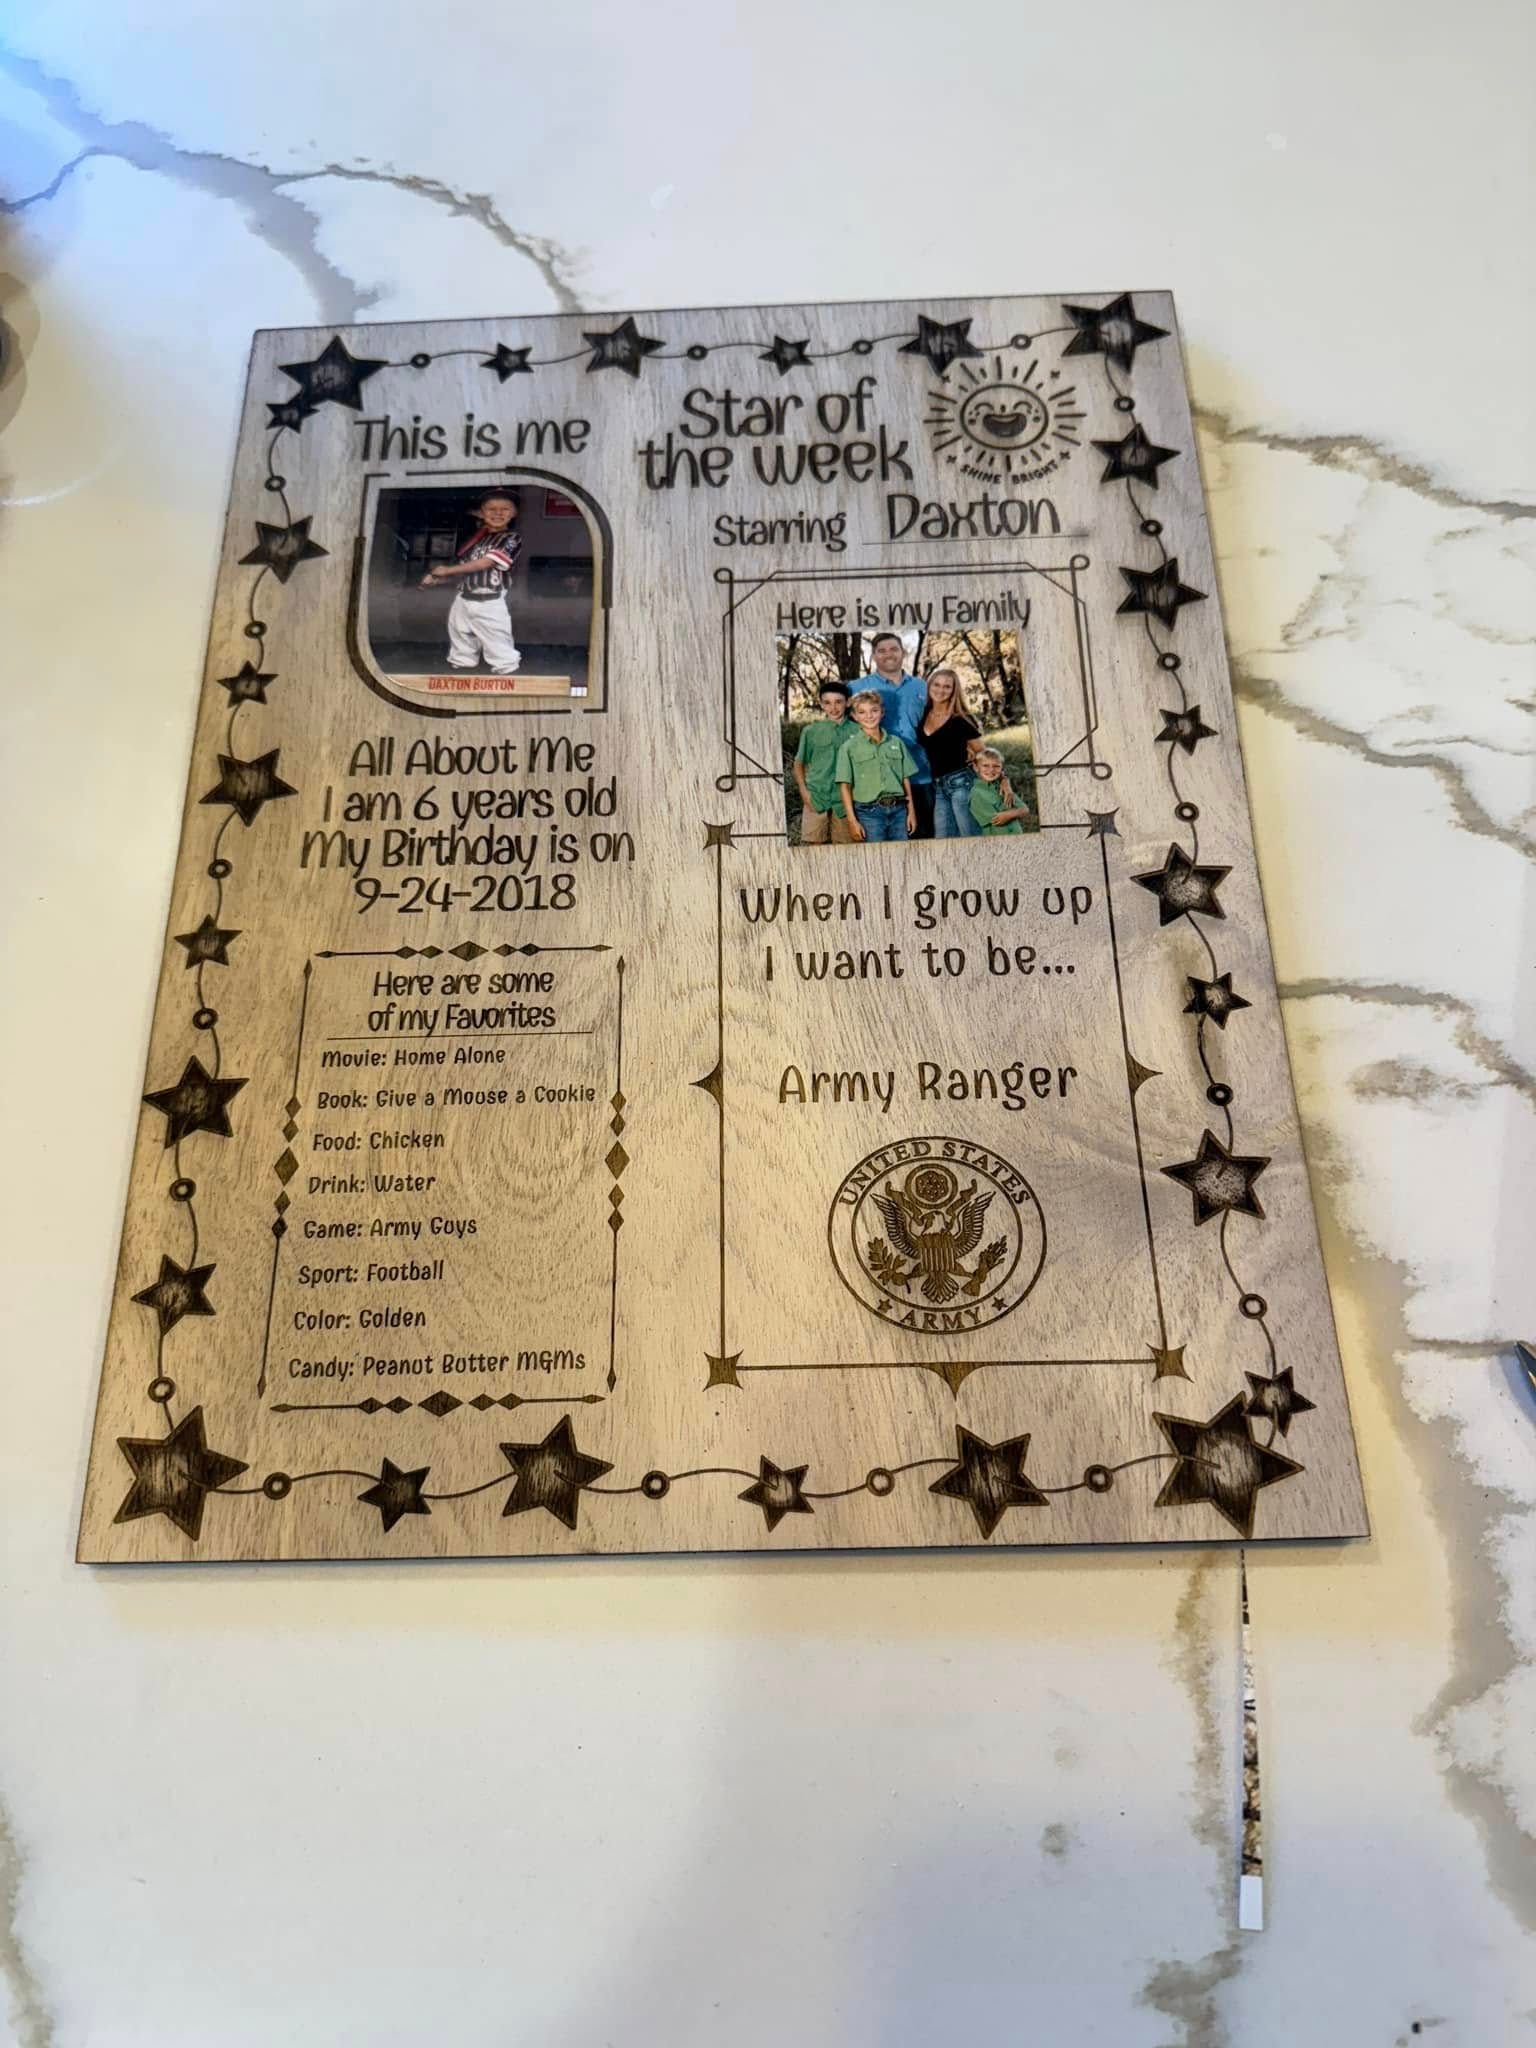 This is me
DAXTON BURTON
All About Me
I am 6 years old
My Birthday is on
9-24-2018
Here are some
of my Favorites
Movie: Home Alone
Book: Give a Mouse a Cookie
Food: Chicken
Drink: Water
Game: Army Guys
Sport: Football
Color: Golden
Candy: Peanut Butter M&Ms
Star of
the week
SHINE BRIGHT
Starring Daxton
Here is my Family
When I grow up
I want to be...
Army Ranger
UNITED STATES
ARMY